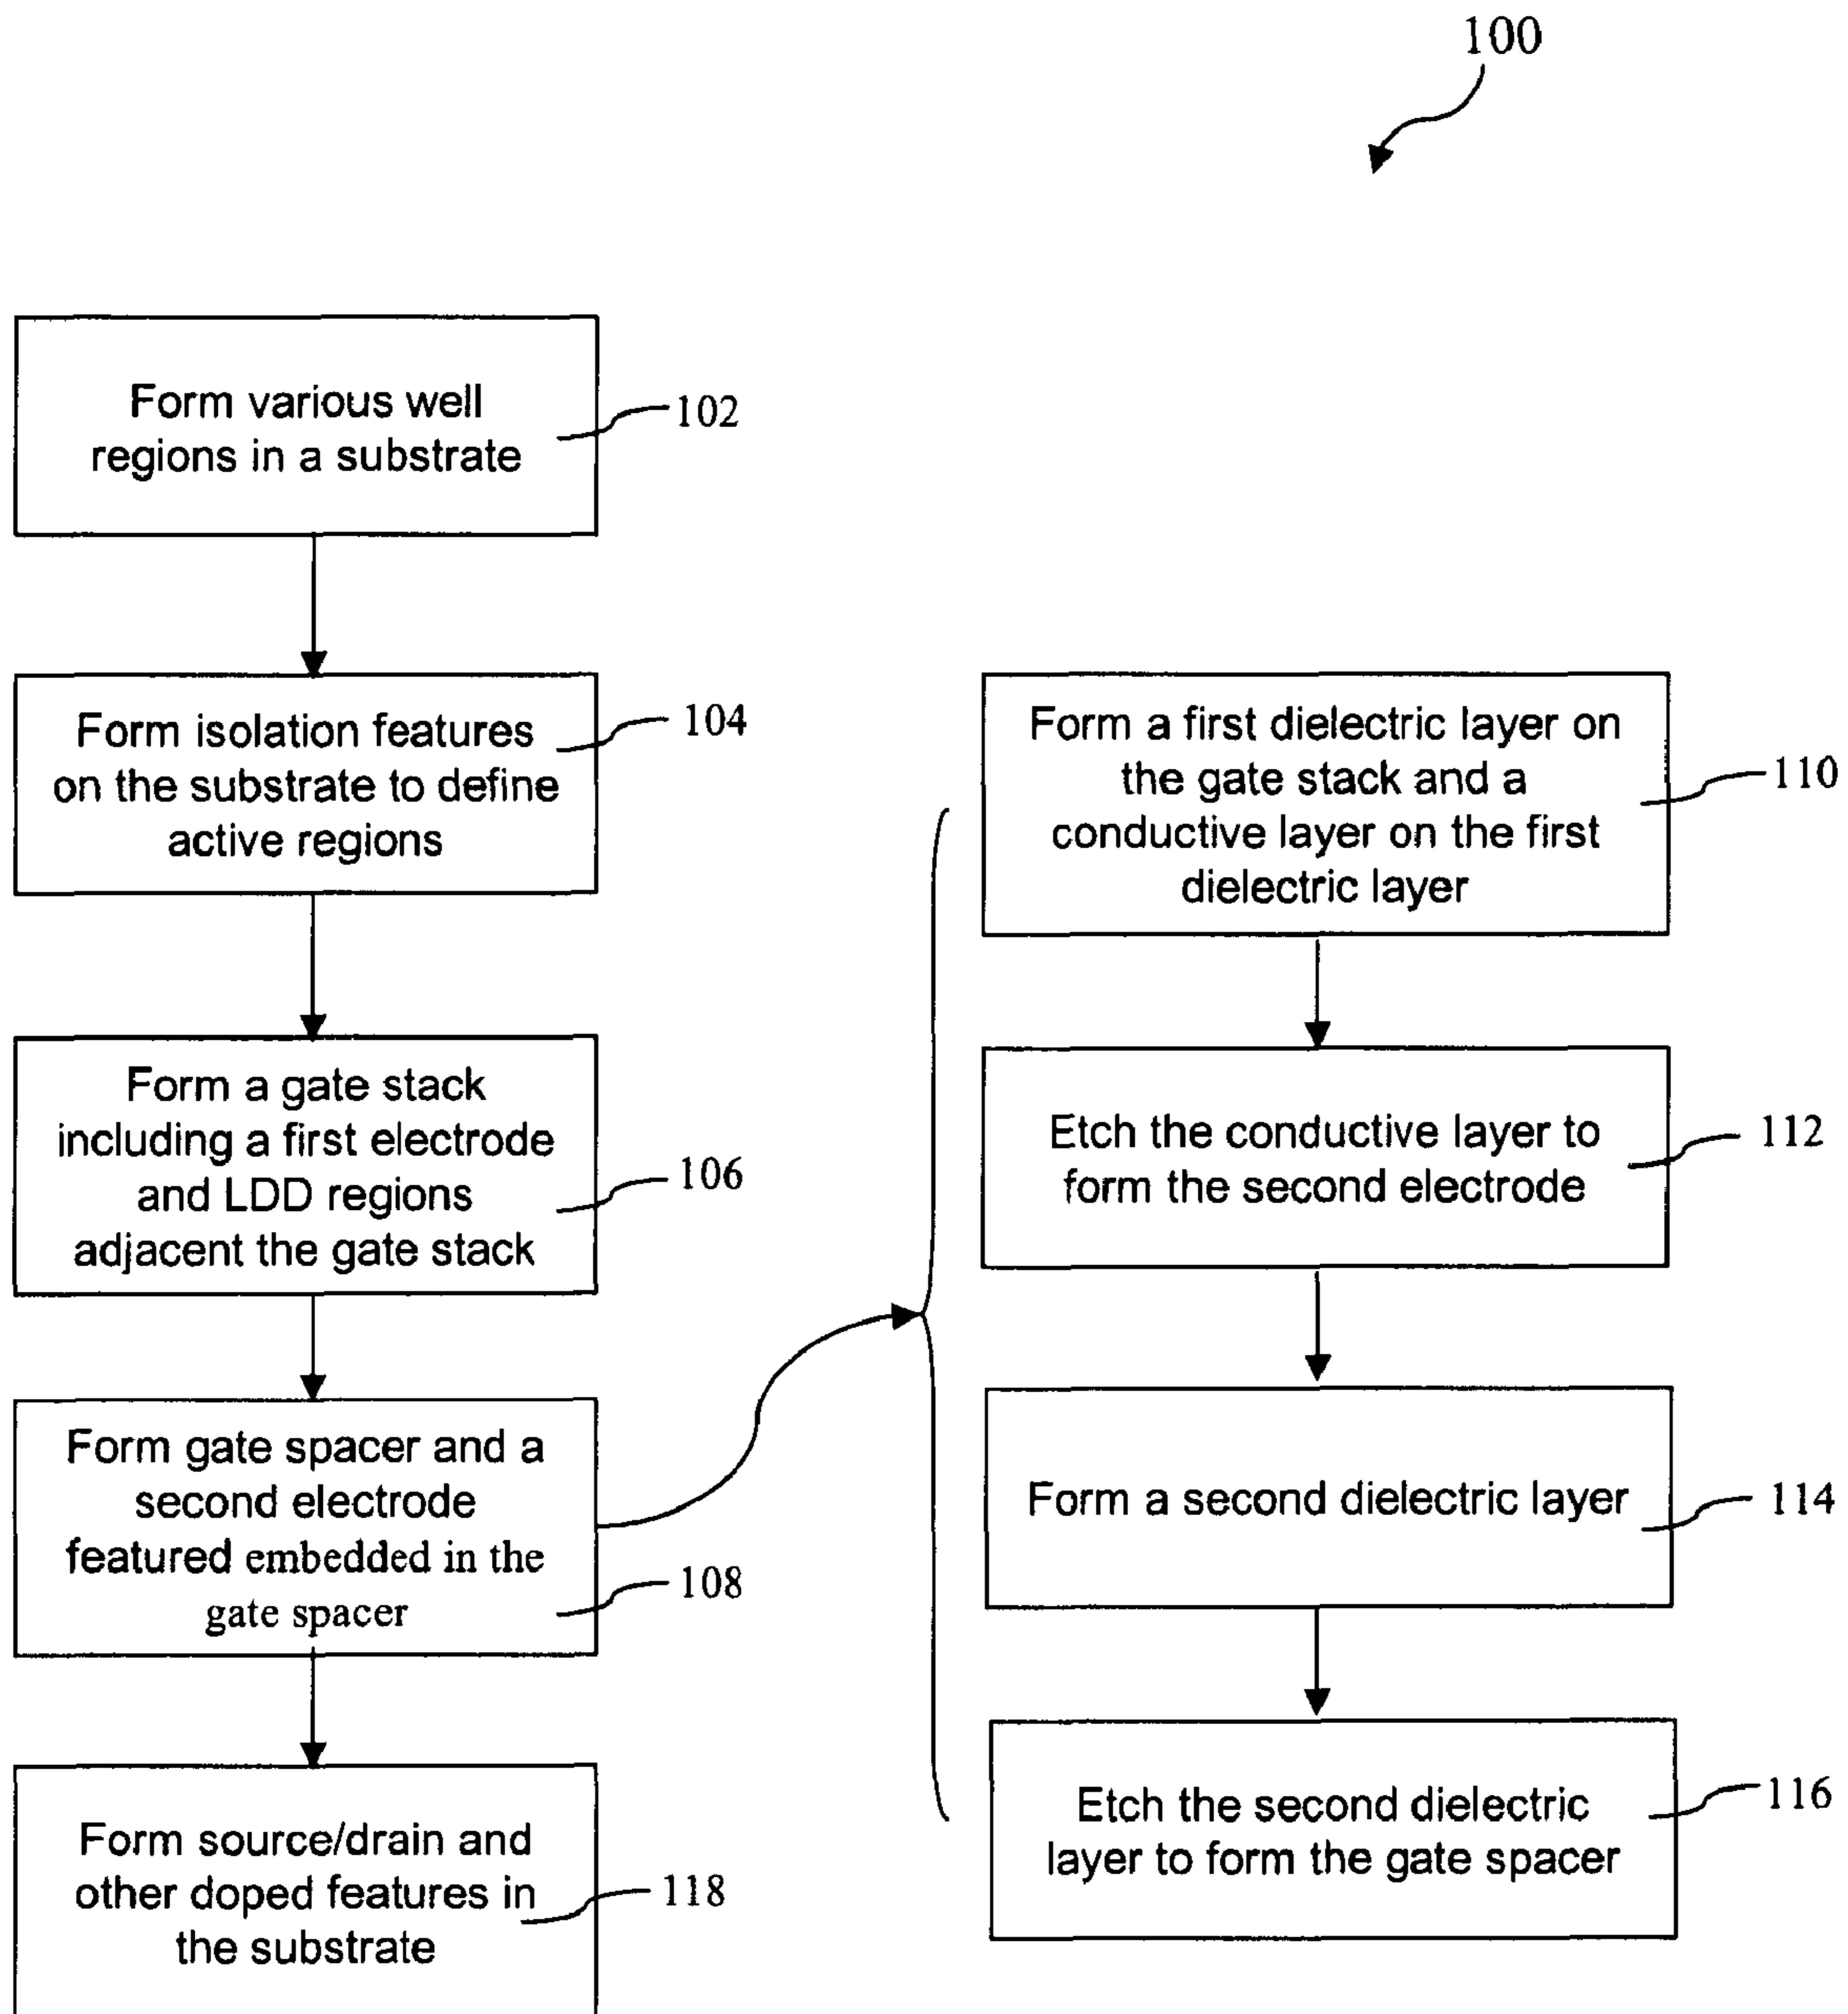 100
Form various well
regions in a substrate
102
Form isolation features
on the substrate to define
active regions
104
Form a gate stack
including a first electrode
and LDD regions
adjacent the gate stack
106
Form gate spacer and a
second electrode
featured embedded in the
gate spacer
108
Form source/drain and
other doped features in
the substrate
118
Form a first dielectric layer on
the gate stack and a
conductive layer on the first
dielectric layer
110
Etch the conductive layer to
form the second electrode
112
Form a second dielectric layer
114
Etch the second dielectric
layer to form the gate spacer
116